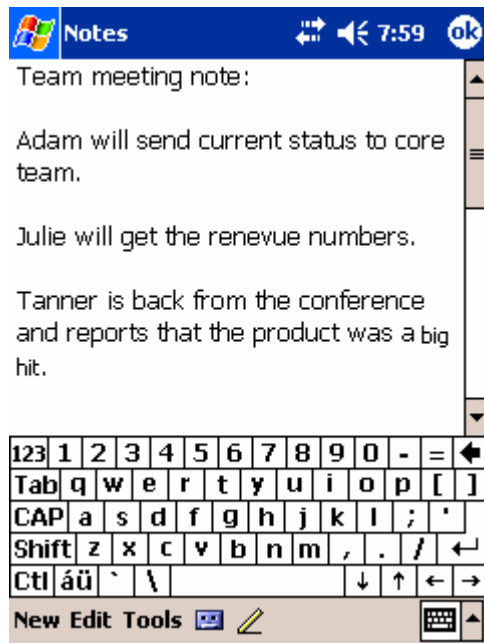 Notes 7:59 ok
Team meeting note:
Adam will send current status to core
team.
Julie will get the renevue numbers.
Tanner is back from the conference
and reports that the product was a big
hit.
123 1 2 3 4 5 6 7 8 9 0 - =
Tab q w e r t y u i o p [ ]
CAP a s d f g h j k l ; '
Shift z x c v b n m , . /
Ctl áü ` \
New Edit Tools